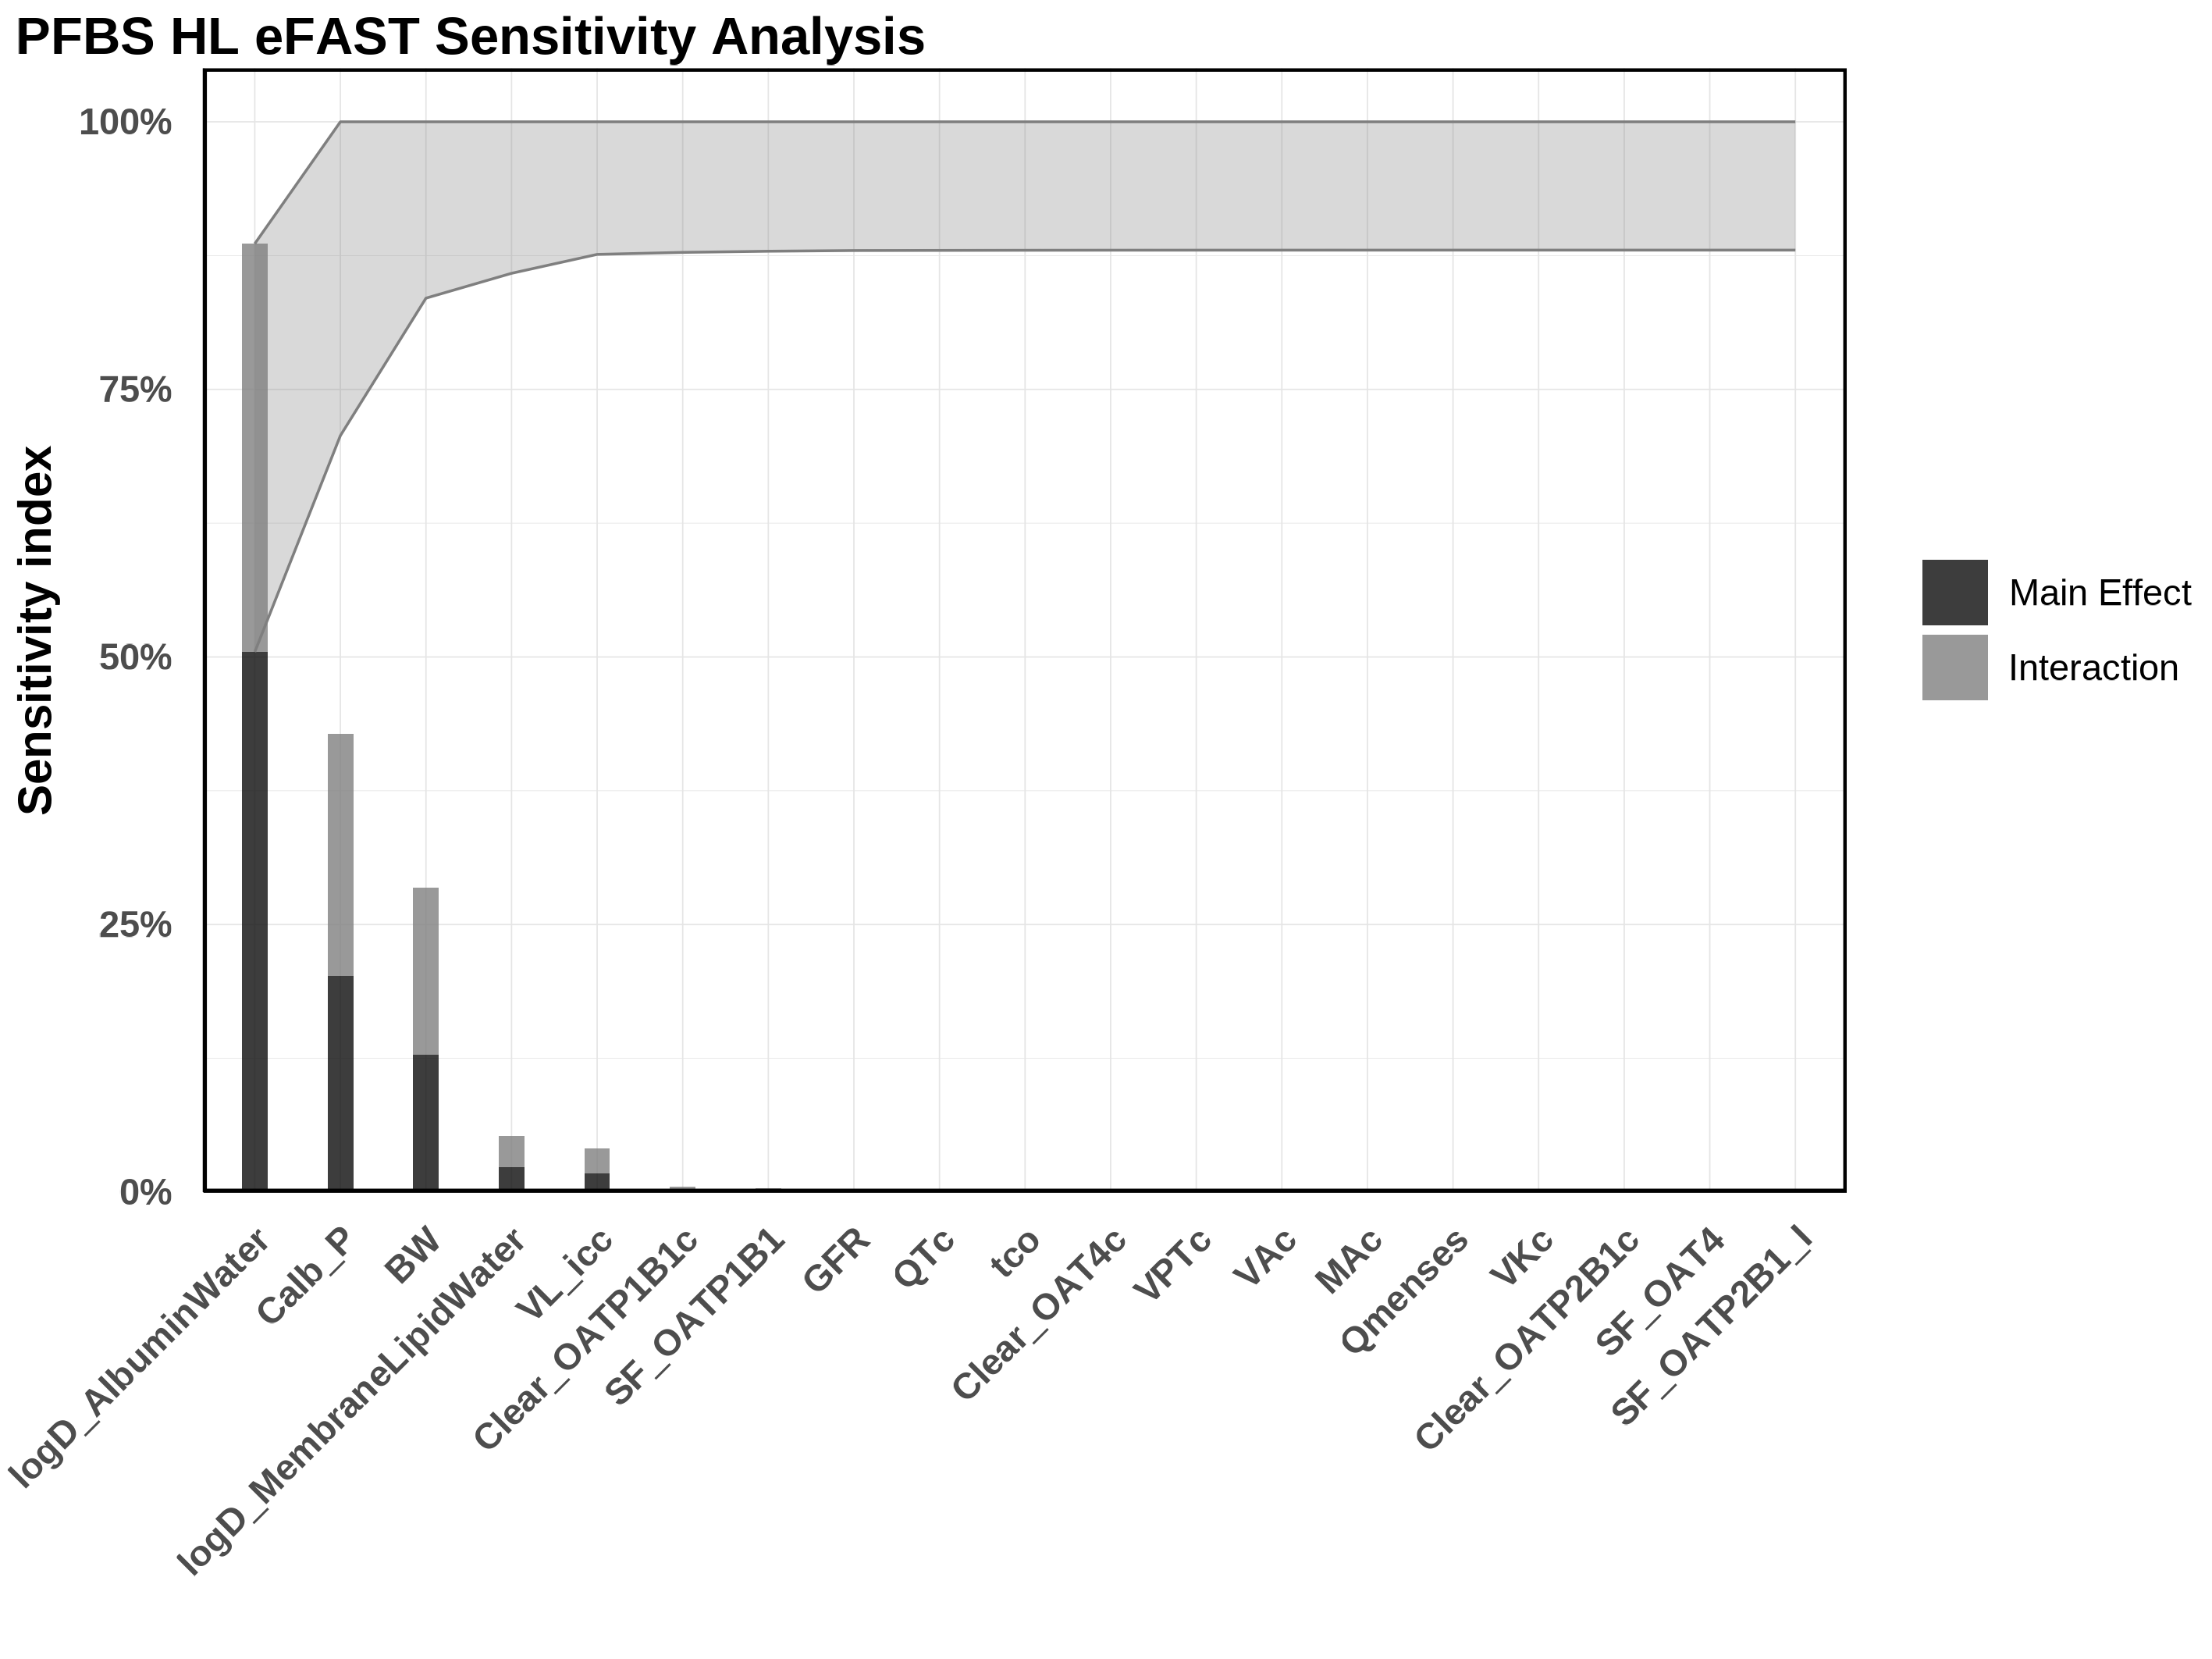 PFBS HL eFAST Sensitivity Analysis
100%
75%
50%
25%
0%
Sensitivity index
Main Effect
Interaction
logD_AlbuminWater
Calb_P
BW
logD_MembraneLipidWater
VL_icc
Clear_OATP1B1c
SF_OATP1B1
GFR
QTc
tco
Clear_OAT4c
VPTc
VAc
MAc
Qmenses
VKc
Clear_OATP2B1c
SF_OAT4
SF_OATP2B1_l